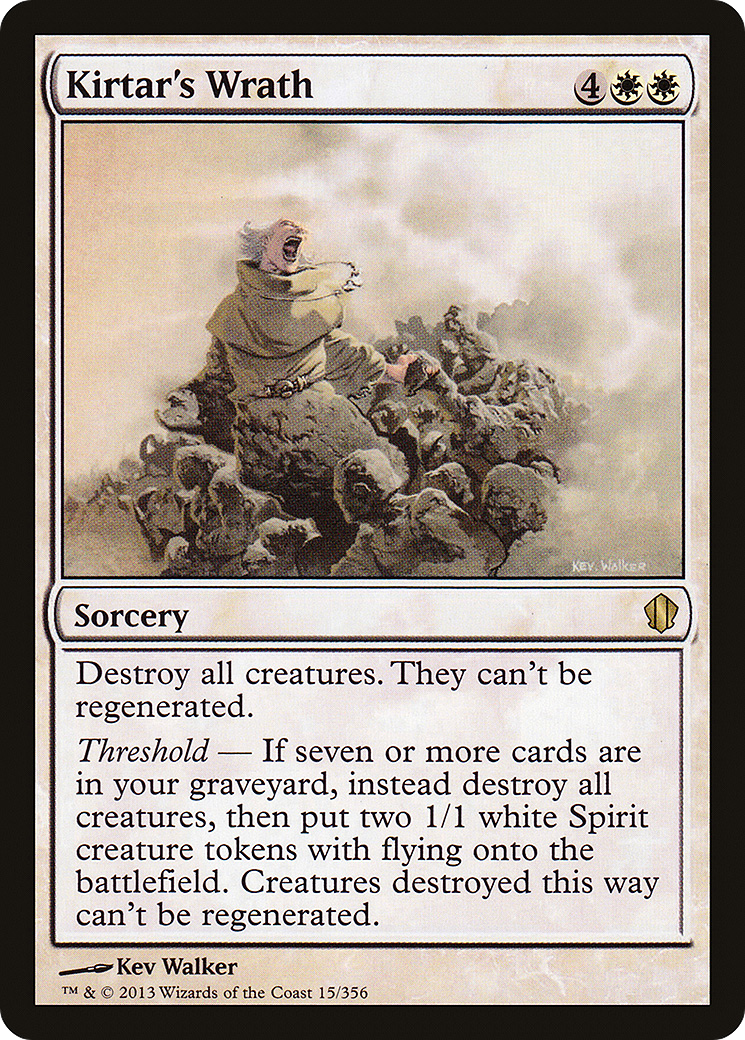 Kirtar's Wrath 4
KEV. WALKER
Sorcery
Destroy all creatures. They can't be
regenerated.
Threshold — If seven or more cards are
in your graveyard, instead destroy all
creatures, then put two 1/1 white Spirit
creature tokens with flying onto the
battlefield. Creatures destroyed this way
can't be regenerated.
Kev Walker
™ & © 2013 Wizards of the Coast 15/356